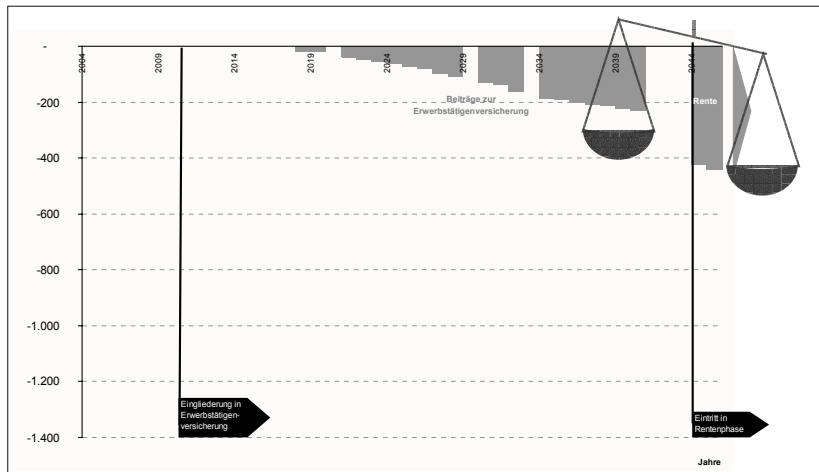 -
2004
2009
2014
2019
2024
2029
2034
2039
2044
-200
Beiträge zur
Erwerbstätigenversicherung
Rente
-400
-600
-800
-1.000
-1.200
-1.400
Eingliederung in
Erwerbstätigen-
versicherung
Eintritt in
Rentenphase
Jahre